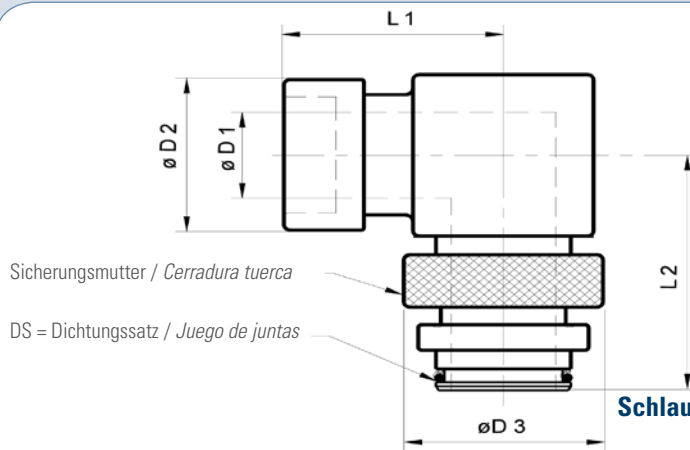 L 1
ø D 2
ø D 1
Sicherungsmutter / Cerradura tuerca
L 2
DS = Dichtungssatz / Juego de juntas
Schlau
øD 3